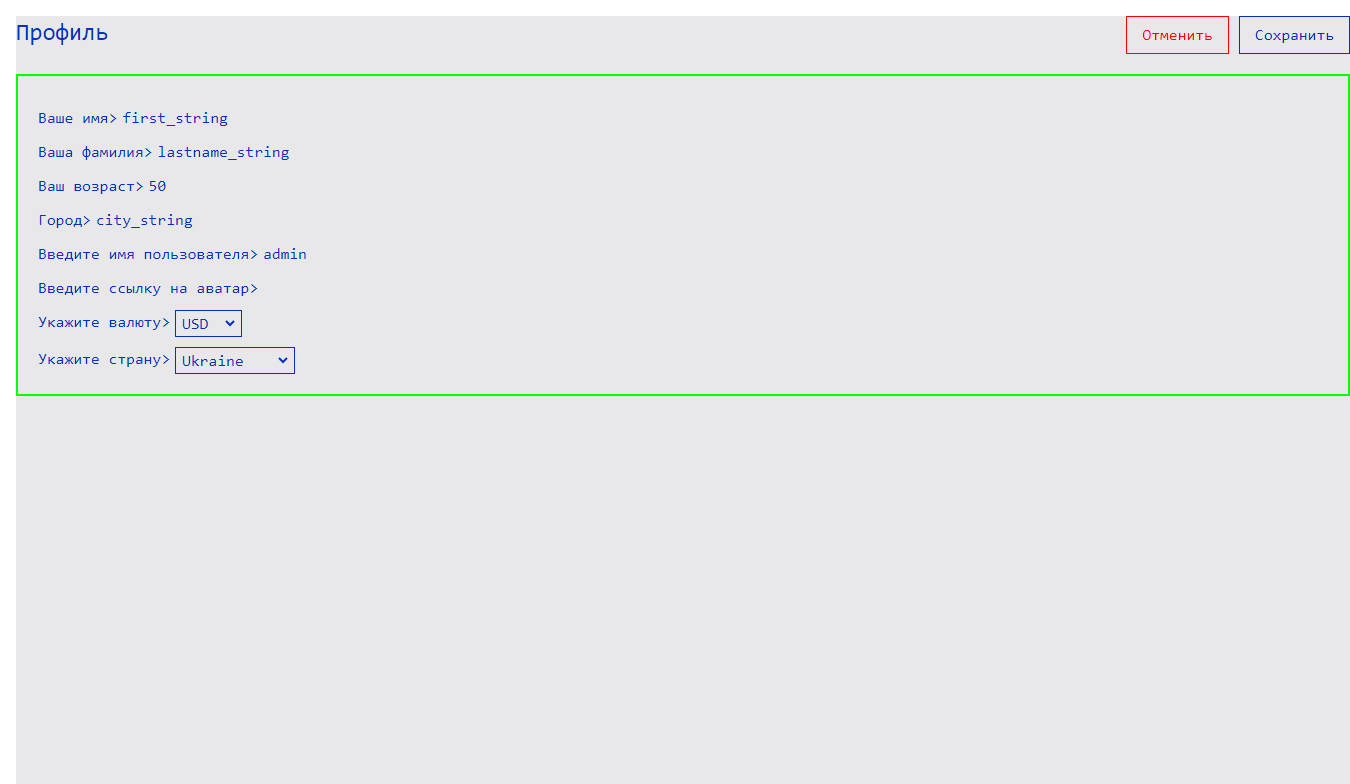 Профиль
Отменить
Сохранить
Ваше имя> first_string
Ваша фамилия> lastname_string
Ваш возраст> 50
Город> city_string
Введите имя пользователя> admin
Введите ссылку на аватар>
Укажите валюту> USD
Укажите страну> Ukraine